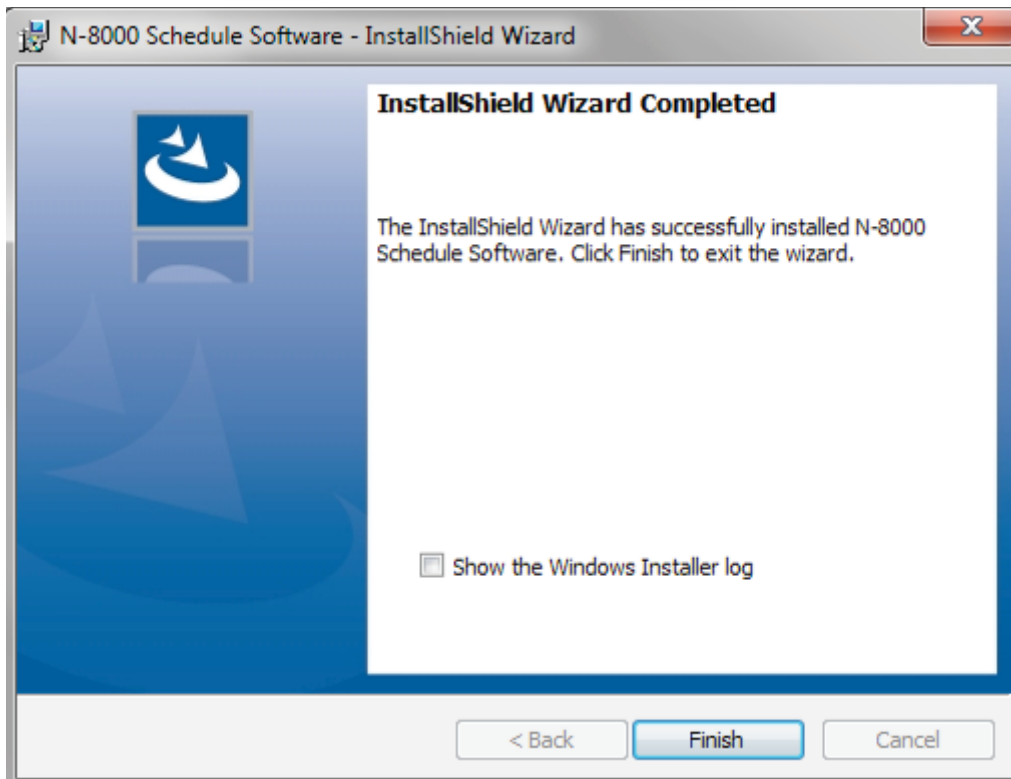 N-8000 Schedule Software - InstallShield Wizard
InstallShield Wizard Completed
The InstallShield Wizard has successfully installed N-8000
Schedule Software. Click Finish to exit the wizard.
Show the Windows Installer log
< Back
Finish
Cancel